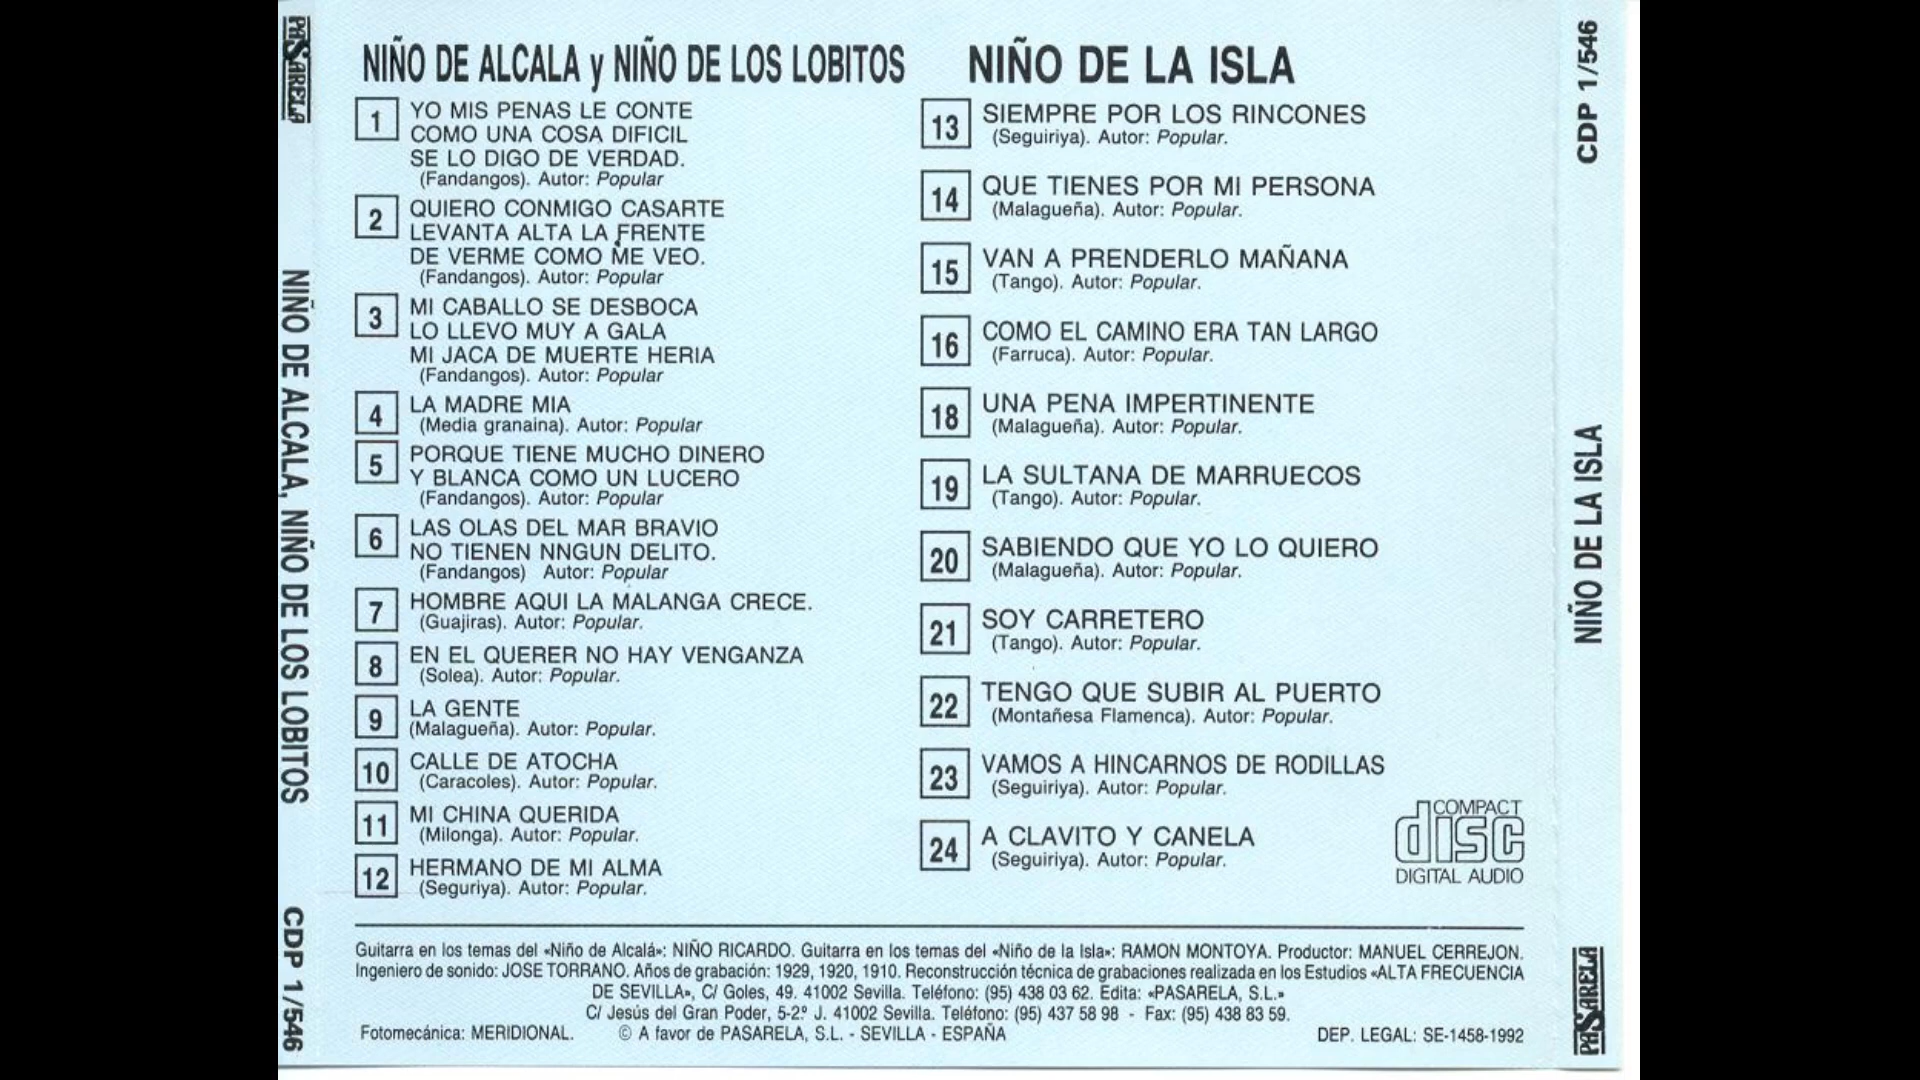 PASARELA
NIÑO DE ALCALA, NIÑO DE LOS LOBITOS
CDP 1/546
NIÑO DE ALCALA y NIÑO DE LOS LOBITOS
1
YO MIS PENAS LE CONTE
COMO UNA COSA DIFICIL
SE LO DIGO DE VERDAD.
(Fandangos). Autor: Popular
2
QUIERO CONMIGO CASARTE
LEVANTA ALTA LA FRENTE
DE VERME COMO ME VEO.
(Fandangos). Autor: Popular
3
MI CABALLO SE DESBOCA
LO LLEVO MUY A GALA
MI JACA DE MUERTE HERIA
(Fandangos). Autor: Popular
4
LA MADRE MIA
(Media granaina). Autor: Popular
5
PORQUE TIENE MUCHO DINERO
Y BLANCA COMO UN LUCERO
(Fandangos). Autor: Popular
6
LAS OLAS DEL MAR BRAVIO
NO TIENEN NNGUN DELITO.
(Fandangos) Autor: Popular
7
HOMBRE AQUI LA MALANGA CRECE.
(Guajiras). Autor: Popular.
8
EN EL QUERER NO HAY VENGANZA
(Solea). Autor: Popular.
9
LA GENTE
(Malagueña). Autor: Popular.
10
CALLE DE ATOCHA
(Caracoles). Autor: Popular.
11
MI CHINA QUERIDA
(Milonga). Autor: Popular.
12
HERMANO DE MI ALMA
(Seguriya). Autor: Popular.
NIÑO DE LA ISLA
13
SIEMPRE POR LOS RINCONES
(Seguiriya). Autor: Popular.
14
QUE TIENES POR MI PERSONA
(Malagueña). Autor: Popular.
15
VAN A PRENDERLO MAÑANA
(Tango). Autor: Popular.
16
COMO EL CAMINO ERA TAN LARGO
(Farruca). Autor: Popular.
18
UNA PENA IMPERTINENTE
(Malagueña). Autor: Popular.
19
LA SULTANA DE MARRUECOS
(Tango). Autor: Popular.
20
SABIENDO QUE YO LO QUIERO
(Malagueña). Autor: Popular.
21
SOY CARRETERO
(Tango). Autor: Popular.
22
TENGO QUE SUBIR AL PUERTO
(Montañesa Flamenca). Autor: Popular.
23
VAMOS A HINCARNOS DE RODILLAS
(Seguiriya). Autor: Popular.
24
A CLAVITO Y CANELA
(Seguiriya). Autor: Popular.
COMPACT
disc
DIGITAL AUDIO
Guitarra en los temas del «Niño de Alcalá»: NIÑO RICARDO. Guitarra en los temas del «Niño de la Isla»: RAMON MONTOYA. Productor: MANUEL CERREJON.
Ingeniero de sonido: JOSE TORRANO. Años de grabación: 1929, 1920, 1910. Reconstrucción técnica de grabaciones realizada en los Estudios «ALTA FRECUENCIA
DE SEVILLA», C/ Goles, 49. 41002 Sevilla. Teléfono: (95) 438 03 62. Edita: «PASARELA, S.L.»
C/ Jesús del Gran Poder, 5-2.º J. 41002 Sevilla. Teléfono: (95) 437 58 98 - Fax: (95) 438 83 59.
Fotomecánica: MERIDIONAL. © A favor de PASARELA, S.L. - SEVILLA - ESPAÑA DEP. LEGAL: SE-1458-1992
CDP 1/546
NIÑO DE LA ISLA
PASARELA